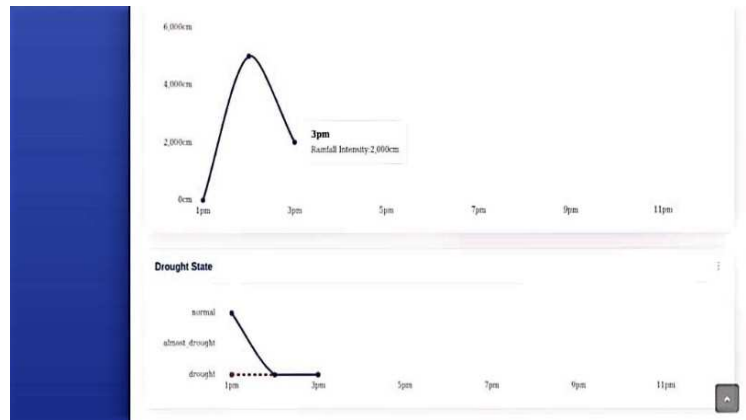 6,000cm
4,000cm
3pm
Rainfall Intensity:2,000cm
2,000cm
0cm
1pm 3pm 5pm 7pm 9pm 11pm
Drought State
normal
almost_drought
drought
1pm 3pm 5pm 7pm 9pm 11pm